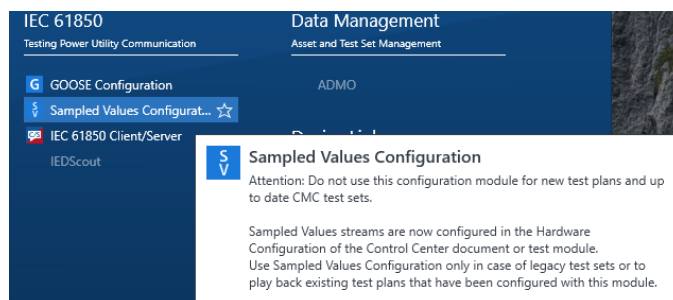 IEC 61850
Testing Power Utility Communication
G GOOSE Configuration
SV Sampled Values Configurat...
IEC 61850 Client/Server
IEDScout
Data Management
Asset and Test Set Management
ADMO
SV Sampled Values Configuration
Attention: Do not use this configuration module for new test plans and up
to date CMC test sets.
Sampled Values streams are now configured in the Hardware
Configuration of the Control Center document or test module.
Use Sampled Values Configuration only in case of legacy test sets or to
play back existing test plans that have been configured with this module.